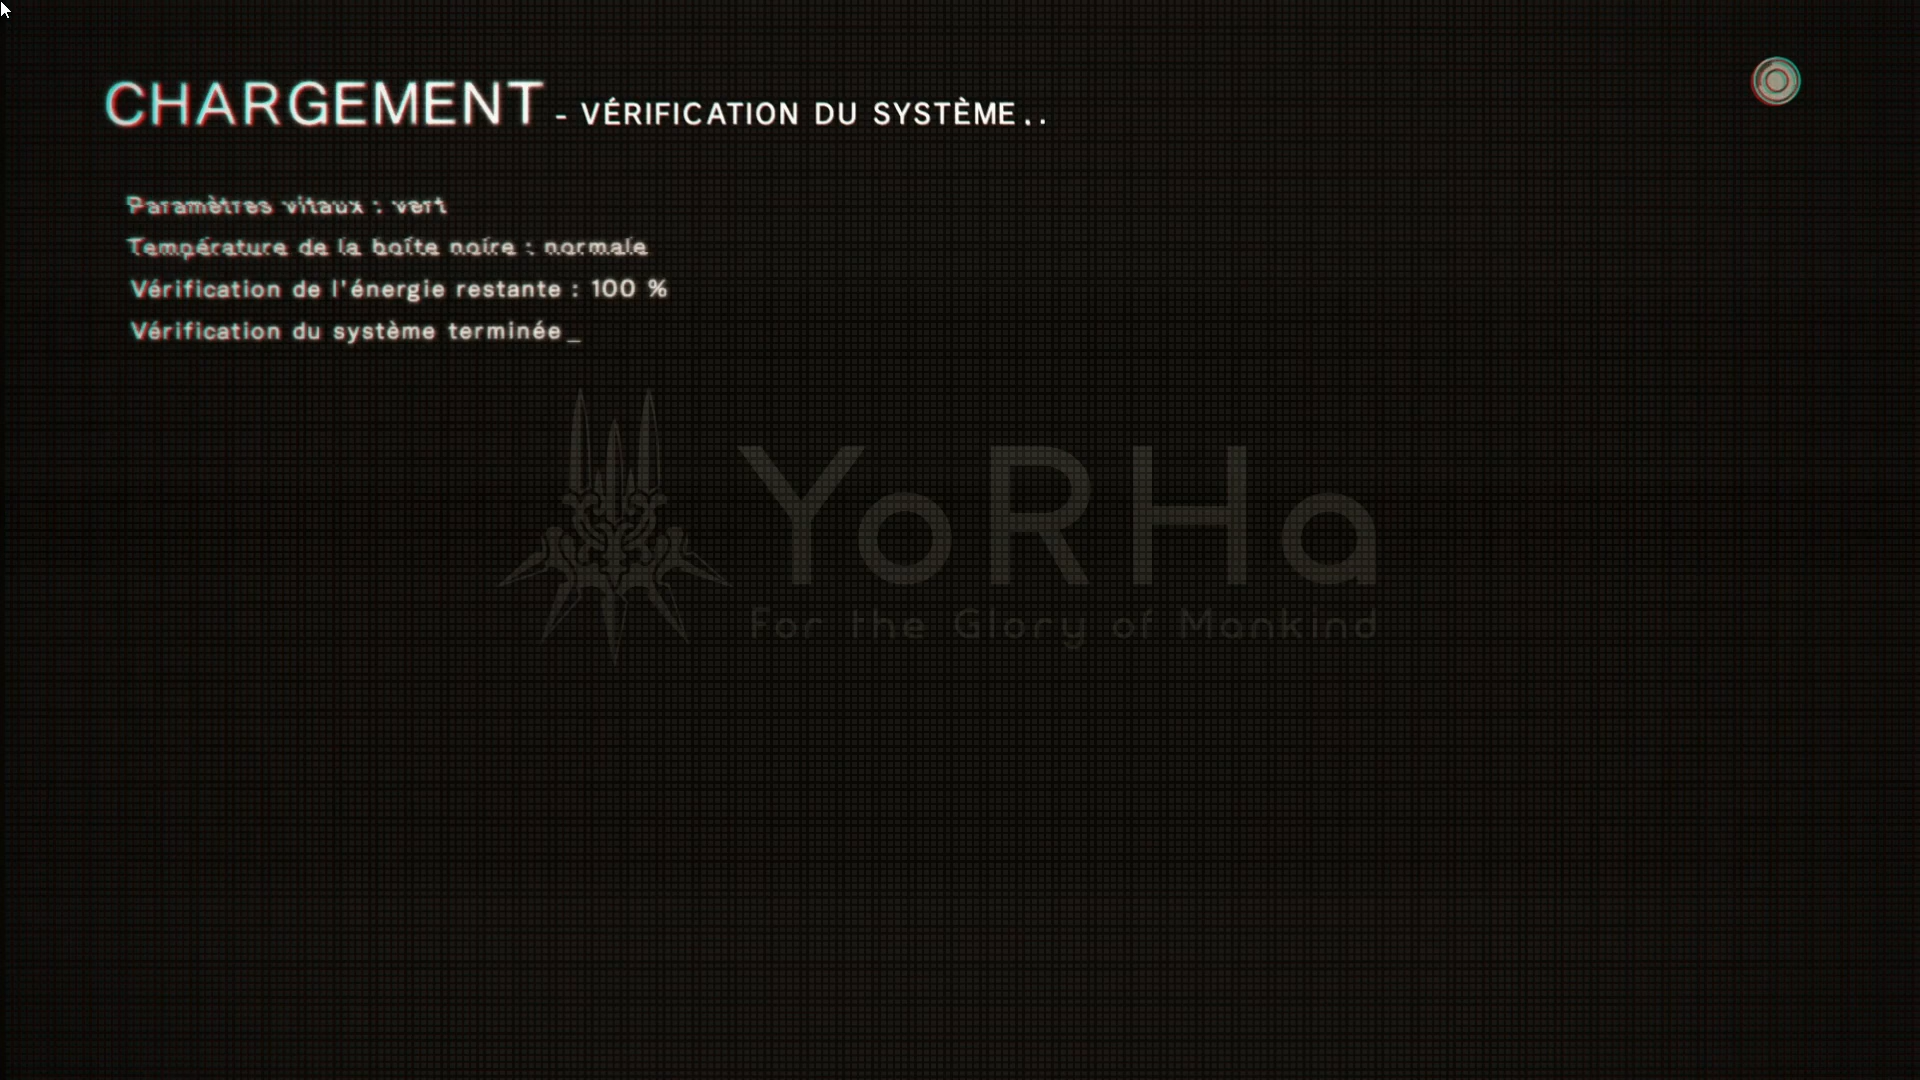 CHARGEMENT - VÉRIFICATION DU SYSTÈME..
Paramètres vitaux : vert
Température de la boîte noire : normale
Vérification de l'énergie restante : 100 %
Vérification du système terminée_
YoRHa
For the Glory of Mankind